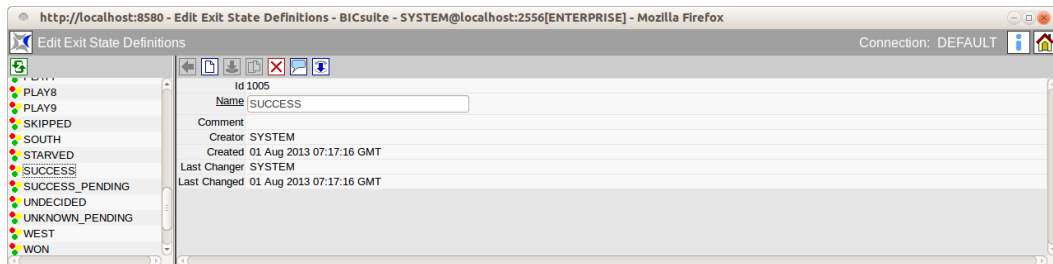 http://localhost:8580 - Edit Exit State Definitions - BICsuite - SYSTEM@localhost:2556[ENTERPRISE] - Mozilla Firefox
Edit Exit State Definitions
Connection: DEFAULT
PLAY8
PLAY9
SKIPPED
SOUTH
STARVED
SUCCESS
SUCCESS_PENDING
UNDECIDED
UNKNOWN_PENDING
WEST
WON
Id 1005
Name SUCCESS
Comment
Creator SYSTEM
Created 01 Aug 2013 07:17:16 GMT
Last Changer SYSTEM
Last Changed 01 Aug 2013 07:17:16 GMT